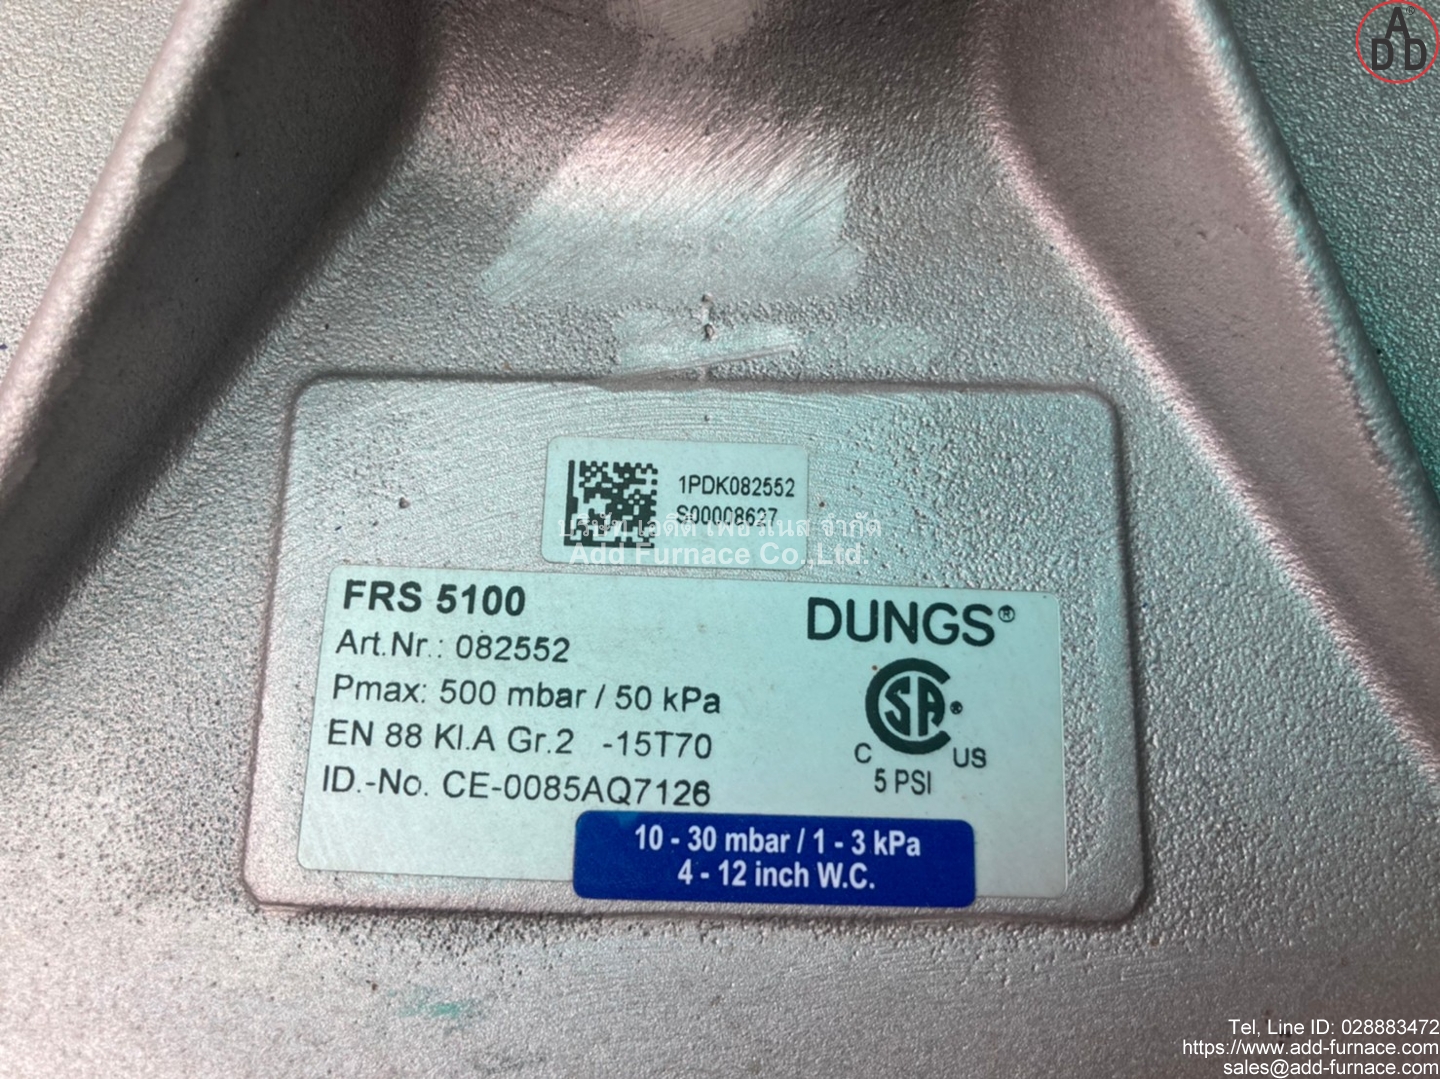 ADD®
1PDK082552
S00008627
บริษัท เอดีดี เฟอร์เนส จำกัด
Add Furnace Co.,Ltd.
FRS 5100
DUNGS®
Art.Nr.: 082552
Pmax: 500 mbar / 50 kPa
EN 88 Kl.A Gr.2 -15T70
ID.-No. CE-0085AQ7126
CSA®
C US
5 PSI
10 - 30 mbar / 1 - 3 kPa
4 - 12 inch W.C.
Tel, Line ID: 028883472
https://www.add-furnace.com
sales@add-furnace.com